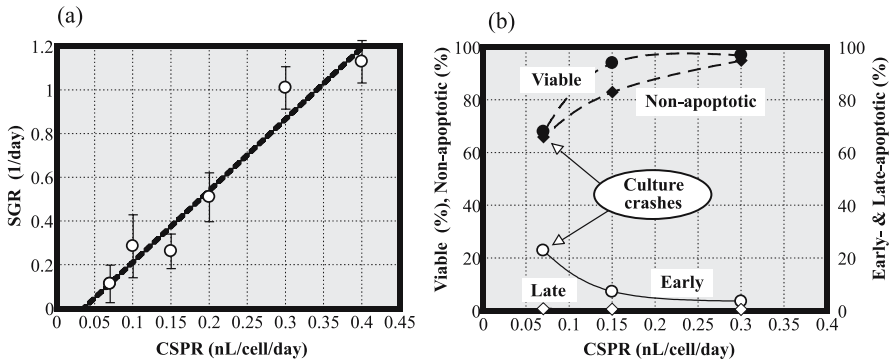 (a)
1.2
1
0.8
0.6
0.4
0.2
0
SGR (1/day)
0
0.05
0.1
0.15
0.2
0.25
0.3
0.35
0.4
0.45
CSPR (nL/cell/day)
(b)
100
80
60
40
20
0
Viable (%), Non-apoptotic (%)
Viable
Non-apoptotic
Culture
crashes
Early
Late
100
80
60
40
20
0
Early- & Late-apoptotic (%)
0
0.1
0.15
0.2
0.25
0.3
0.4
CSPR (nL/cell/day)